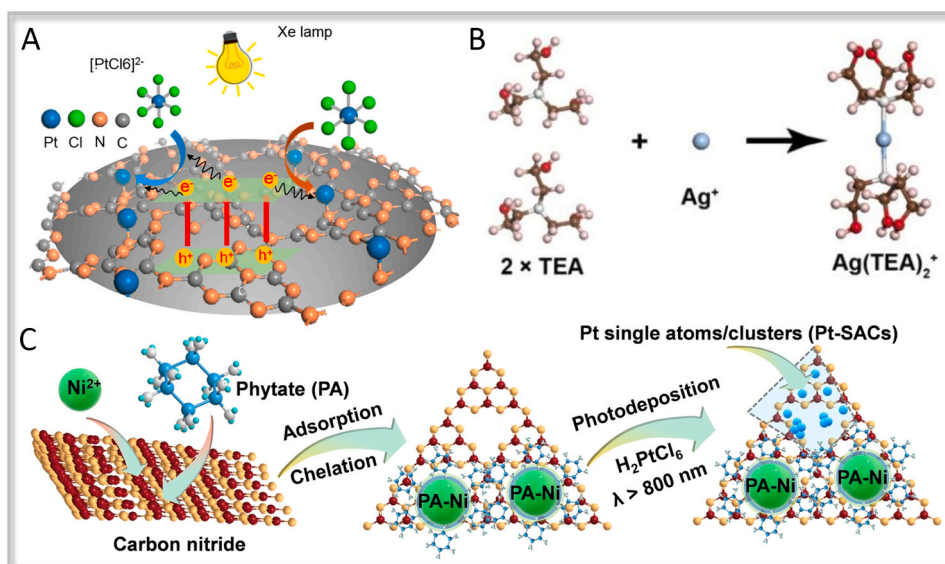 A
Xe lamp
[PtCl6]2-
Pt Cl N C
e- e- e-
h+ h+ h+
B
+
Ag+
2 × TEA
Ag(TEA)2+
C
Ni2+
Phytate (PA)
Carbon nitride
Adsorption
Chelation
PA-Ni PA-Ni
Pt single atoms/clusters (Pt-SACs)
Photodeposition
H2PtCl6
λ > 800 nm
PA-Ni PA-Ni